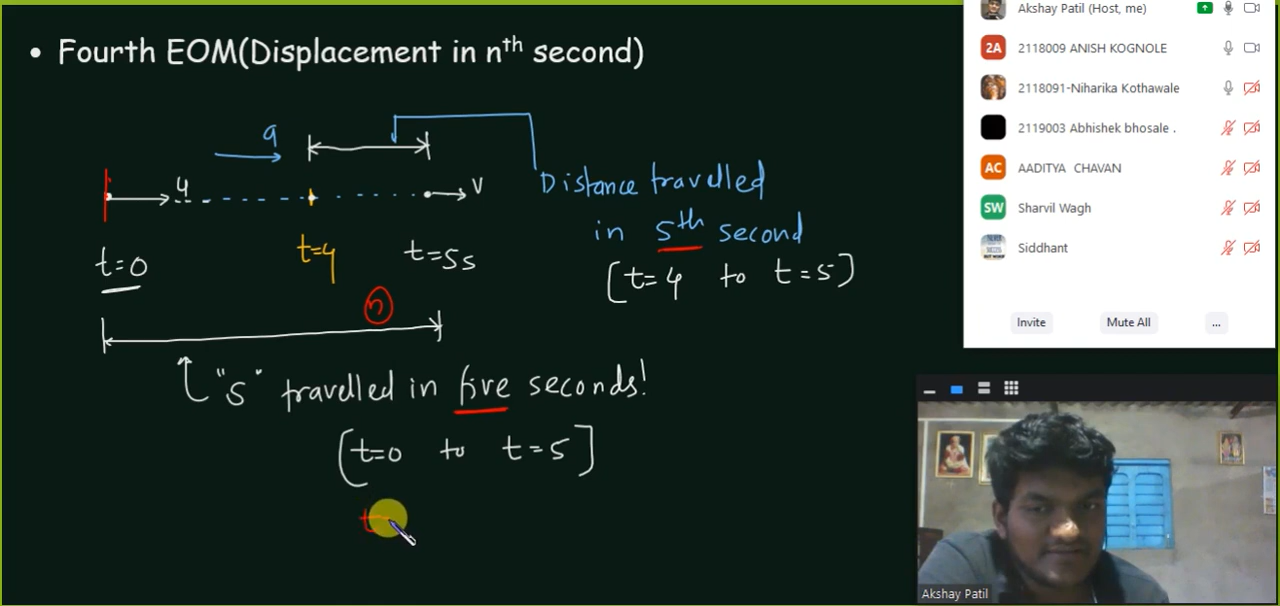 • Fourth EOM(Displacement in nth second)
a
u
v
t=0
t=4
t=5s
Distance travelled
in 5th second
[t=4 to t=5]
n
"S" travelled in five seconds!
[t=0 to t=5]
t
Akshay Patil (Host, me)
2A 2118009 ANISH KOGNOLE
2118091-Niharika Kothawale
2119003 Abhishek bhosale .
AC AADITYA CHAVAN
SW Sharvil Wagh
Siddhant
Invite Mute All ...
Akshay Patil